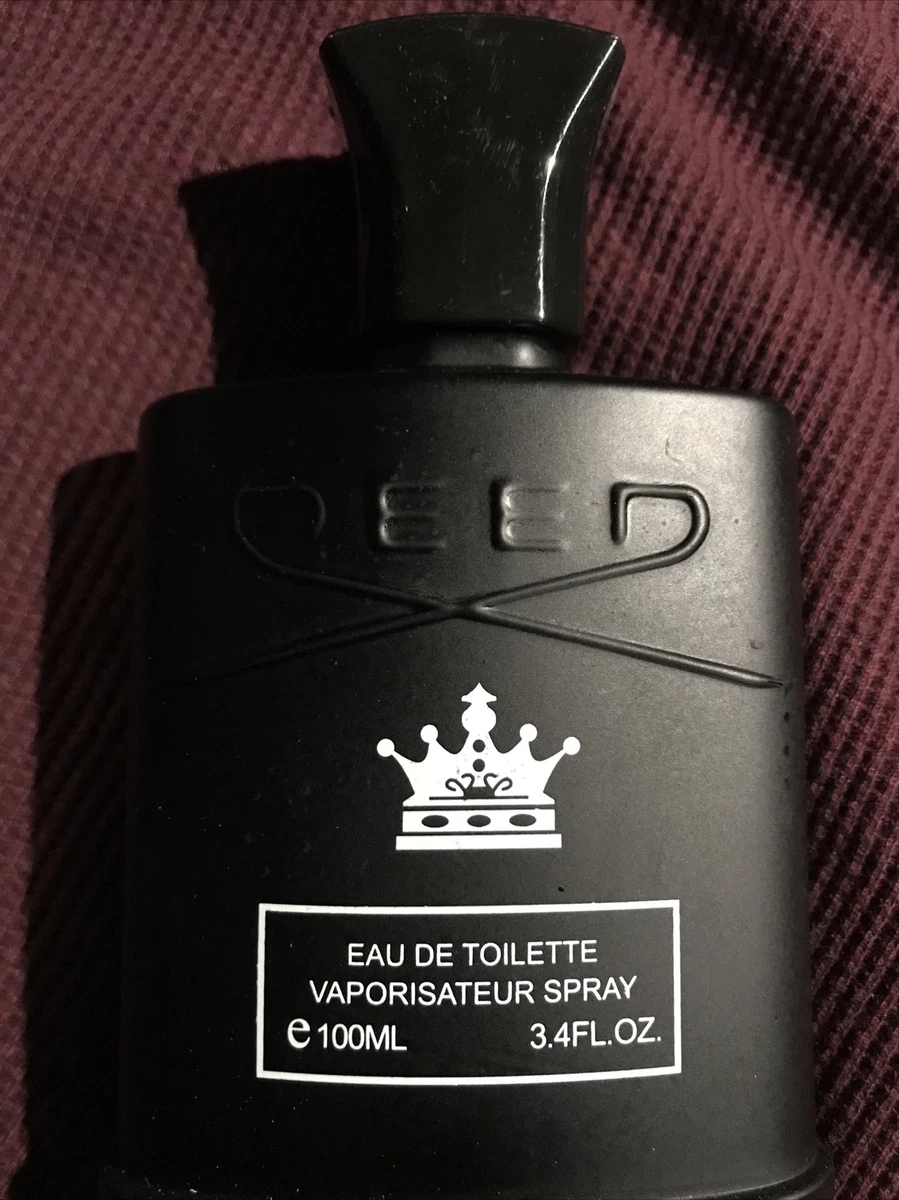 EAU DE TOILETTE
VAPORISATEUR SPRAY
e 100ML 3.4FL.OZ.